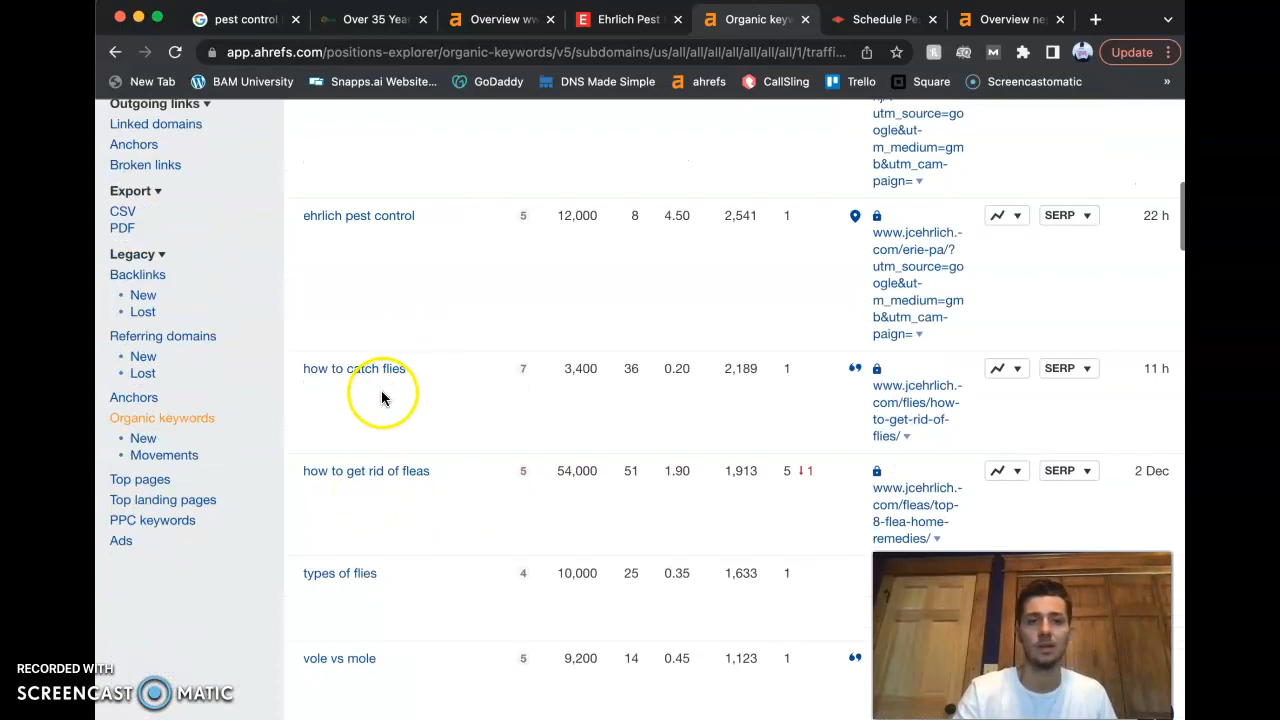 pest control
Over 35 Year
Overview ww
Ehrlich Pest
Organic keyw
Schedule Pes
Overview nep
app.ahrefs.com/positions-explorer/organic-keywords/v5/subdomains/us/all/all/all/all/all/all/1/traffi...
Update
New Tab
BAM University
Snapps.ai Website...
GoDaddy
DNS Made Simple
ahrefs
CallSling
Trello
Square
Screencastomatic
»
Outgoing links
Linked domains
Anchors
Broken links
Export
CSV
PDF
Legacy
Backlinks
New
Lost
Referring domains
New
Lost
Anchors
Organic keywords
New
Movements
Top pages
Top landing pages
PPC keywords
Ads
utm_source=go
ogle&ut-
m_medium=gm
b&utm_cam-
paign=
ehrlich pest control 5 12,000 8 4.50 2,541 1
www.jcehrlich.-
com/erie-pa/?
utm_source=go
ogle&ut-
m_medium=gm
b&utm_cam-
paign=
SERP 22 h
how to catch flies 7 3,400 36 0.20 2,189 1
www.jcehrlich.-
com/flies/how-
to-get-rid-of-
flies/
SERP 11 h
how to get rid of fleas 5 54,000 51 1.90 1,913 5 ↓1
www.jcehrlich.-
com/fleas/top-
8-flea-home-
remedies/
SERP 2 Dec
types of flies 4 10,000 25 0.35 1,633 1
vole vs mole 5 9,200 14 0.45 1,123 1
RECORDED WITH
SCREENCAST MATIC